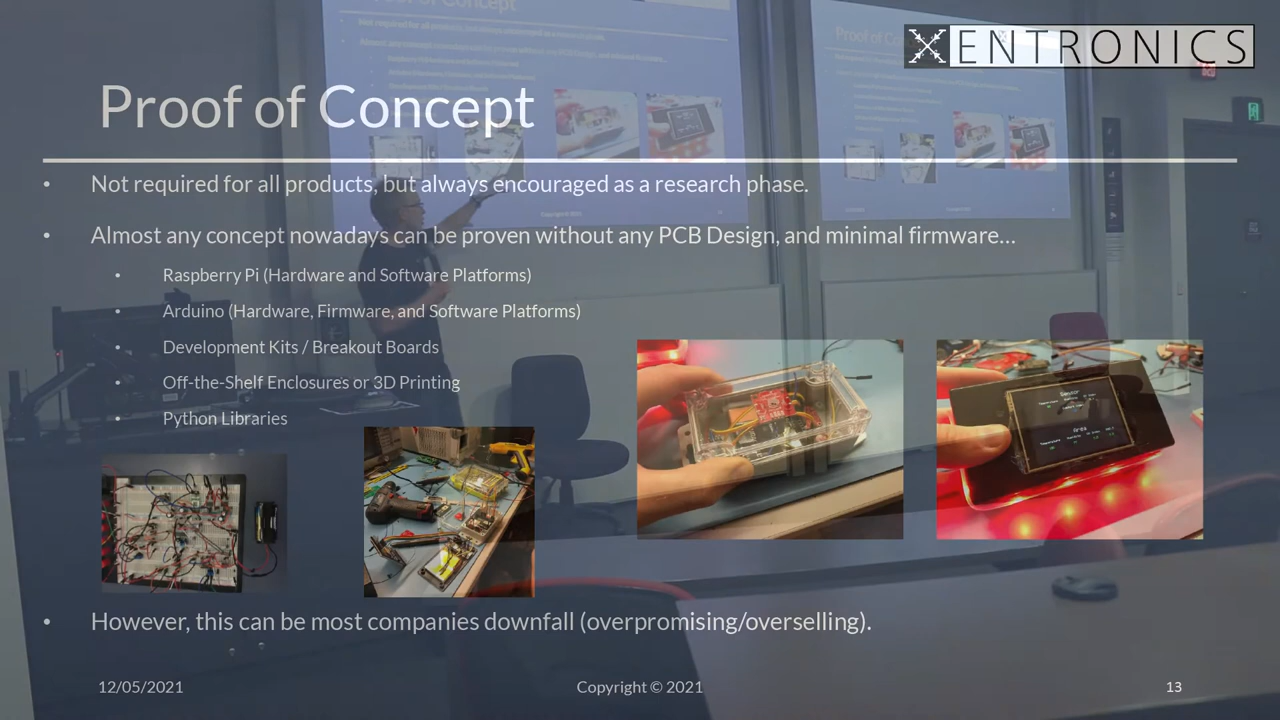 XENTRONICS
Proof of Concept
• Not required for all products, but always encouraged as a research phase.
• Almost any concept nowadays can be proven without any PCB Design, and minimal firmware…
• Raspberry Pi (Hardware and Software Platforms)
• Arduino (Hardware, Firmware, and Software Platforms)
• Development Kits / Breakout Boards
• Off-the-Shelf Enclosures or 3D Printing
• Python Libraries
• However, this can be most companies downfall (overpromising/overselling).
12/05/2021
Copyright © 2021
13